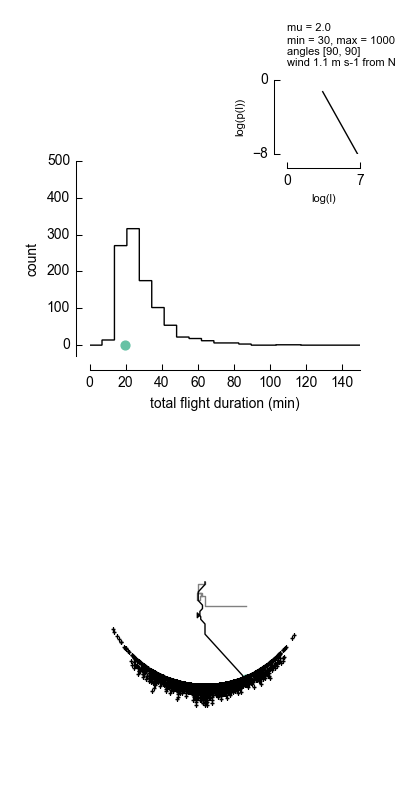 mu = 2.0
min = 30, max = 1000
angles [90, 90]
wind 1.1 m s-1 from N
0
log(p(l))
−8
0 7
log(l)
500
400
300
count
200
100
0
0 20 40 60 80 100 120 140
total flight duration (min)